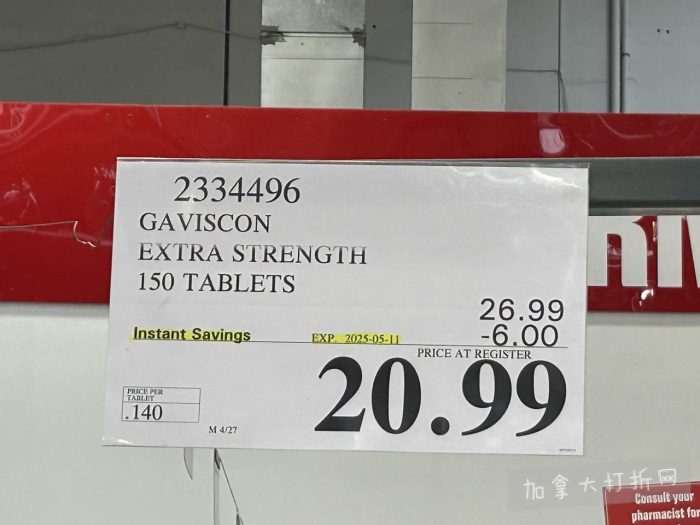 2334496
GAVISCON
EXTRA STRENGTH
150 TABLETS
26.99
Instant Savings EXP. 2025-05-11 -6.00
PRICE AT REGISTER
20.99
PRICE PER
TABLET
.140
M 4/27
加拿大打折网
Consult your
pharmacist for